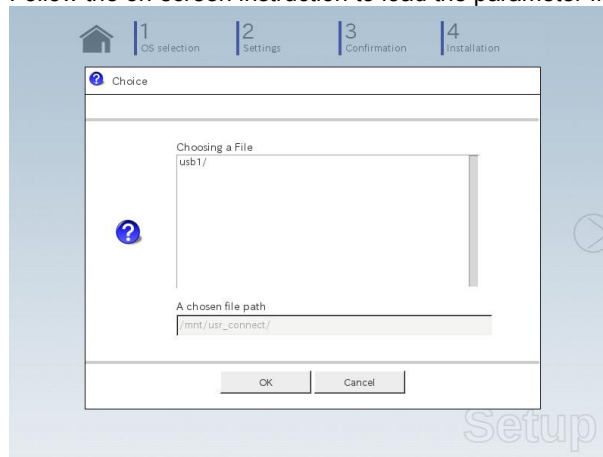 Follow the on-screen instruction to load the parameter
1
OS selection
2
Settings
3
Confirmation
4
Installation
Choice
Choosing a File
usb1/
A chosen file path
/mnt/usr_connect/
OK
Cancel
Setup